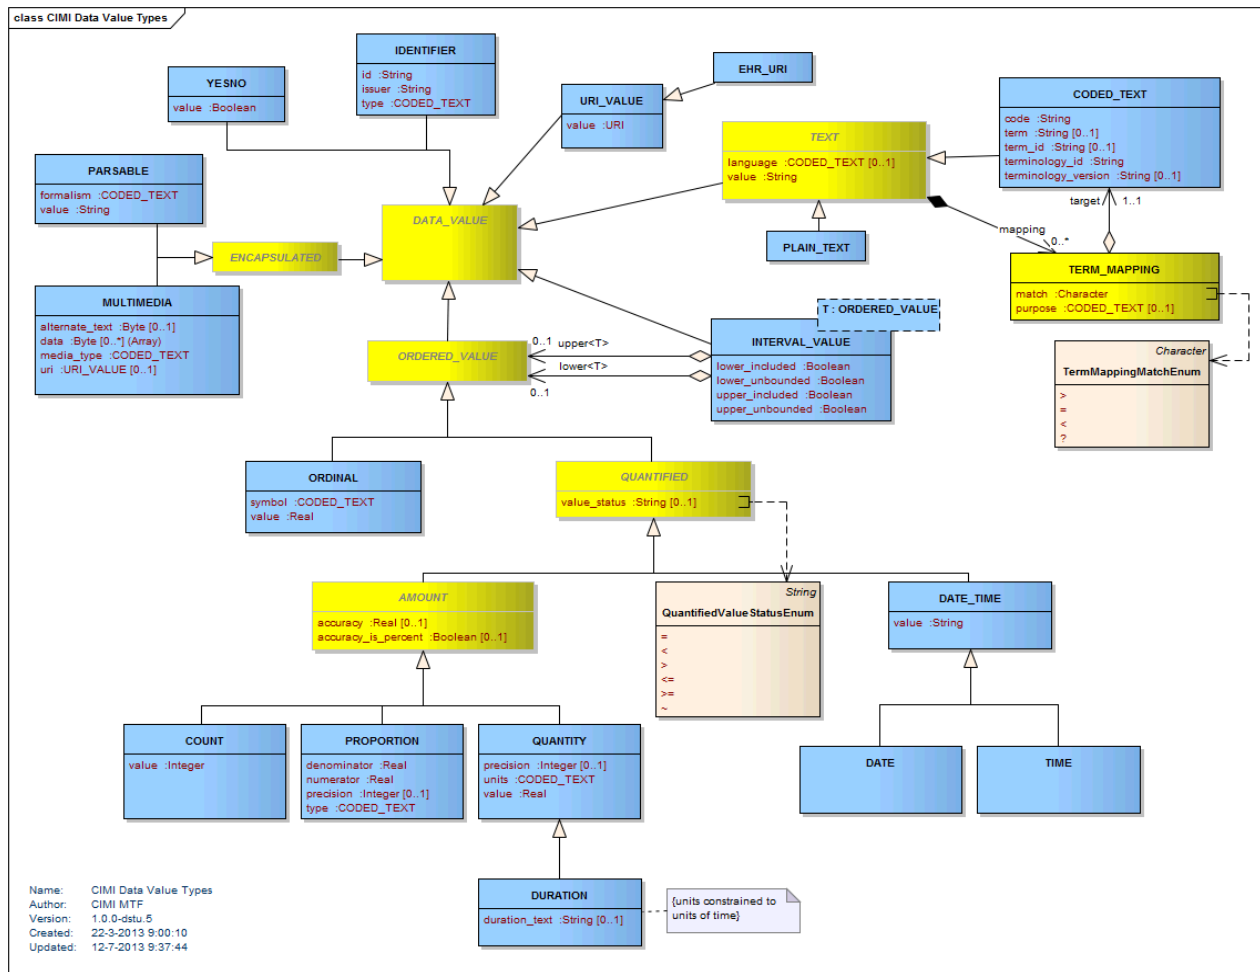 class CIMI Data Value Types
IDENTIFIER
id :String
issuer :String
type :CODED_TEXT
YESNO
value :Boolean
EHR_URI
URI_VALUE
value :URI
CODED_TEXT
code :String
term :String [0..1]
term_id :String [0..1]
terminology_id :String
terminology_version :String [0..1]
TEXT
language :CODED_TEXT [0..1]
value :String
PARSABLE
formalism :CODED_TEXT
value :String
DATA_VALUE
target
1..1
mapping
0..*
PLAIN_TEXT
ENCAPSULATED
TERM_MAPPING
match :Character
purpose :CODED_TEXT [0..1]
MULTIMEDIA
alternate_text :Byte [0..1]
data :Byte [0..*] (Array)
media_type :CODED_TEXT
uri :URI_VALUE [0..1]
T : ORDERED_VALUE
INTERVAL_VALUE
lower_included :Boolean
lower_unbounded :Boolean
upper_included :Boolean
upper_unbounded :Boolean
0..1
upper<T>
lower<T>
0..1
ORDERED_VALUE
Character
TermMappingMatchEnum
>
=
<
?
ORDINAL
symbol :CODED_TEXT
value :Real
QUANTIFIED
value_status :String [0..1]
AMOUNT
accuracy :Real [0..1]
accuracy_is_percent :Boolean [0..1]
String
QuantifiedValueStatusEnum
=
<
>
<=
>=
~
DATE_TIME
value :String
COUNT
value :Integer
PROPORTION
denominator :Real
numerator :Real
precision :Integer [0..1]
type :CODED_TEXT
QUANTITY
precision :Integer [0..1]
units :CODED_TEXT
value :Real
DATE
TIME
DURATION
duration_text :String [0..1]
{units constrained to
units of time}
Name: CIMI Data Value Types
Author: CIMI MTF
Version: 1.0.0-dstu.5
Created: 22-3-2013 9:00:10
Updated: 12-7-2013 9:37:44